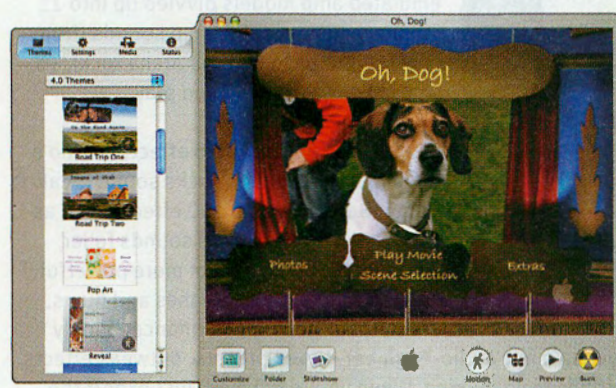 Oh, Dog!
Themes
Settings
Media
Status
4.0 Themes
Road Trip One
Road Trip Two
Pop Art
Reveal
Oh, Dog!
Photos
Play Movie
Scene Selection
Extras
Customize
Folder
Slideshow
Motion
Map
Preview
Burn